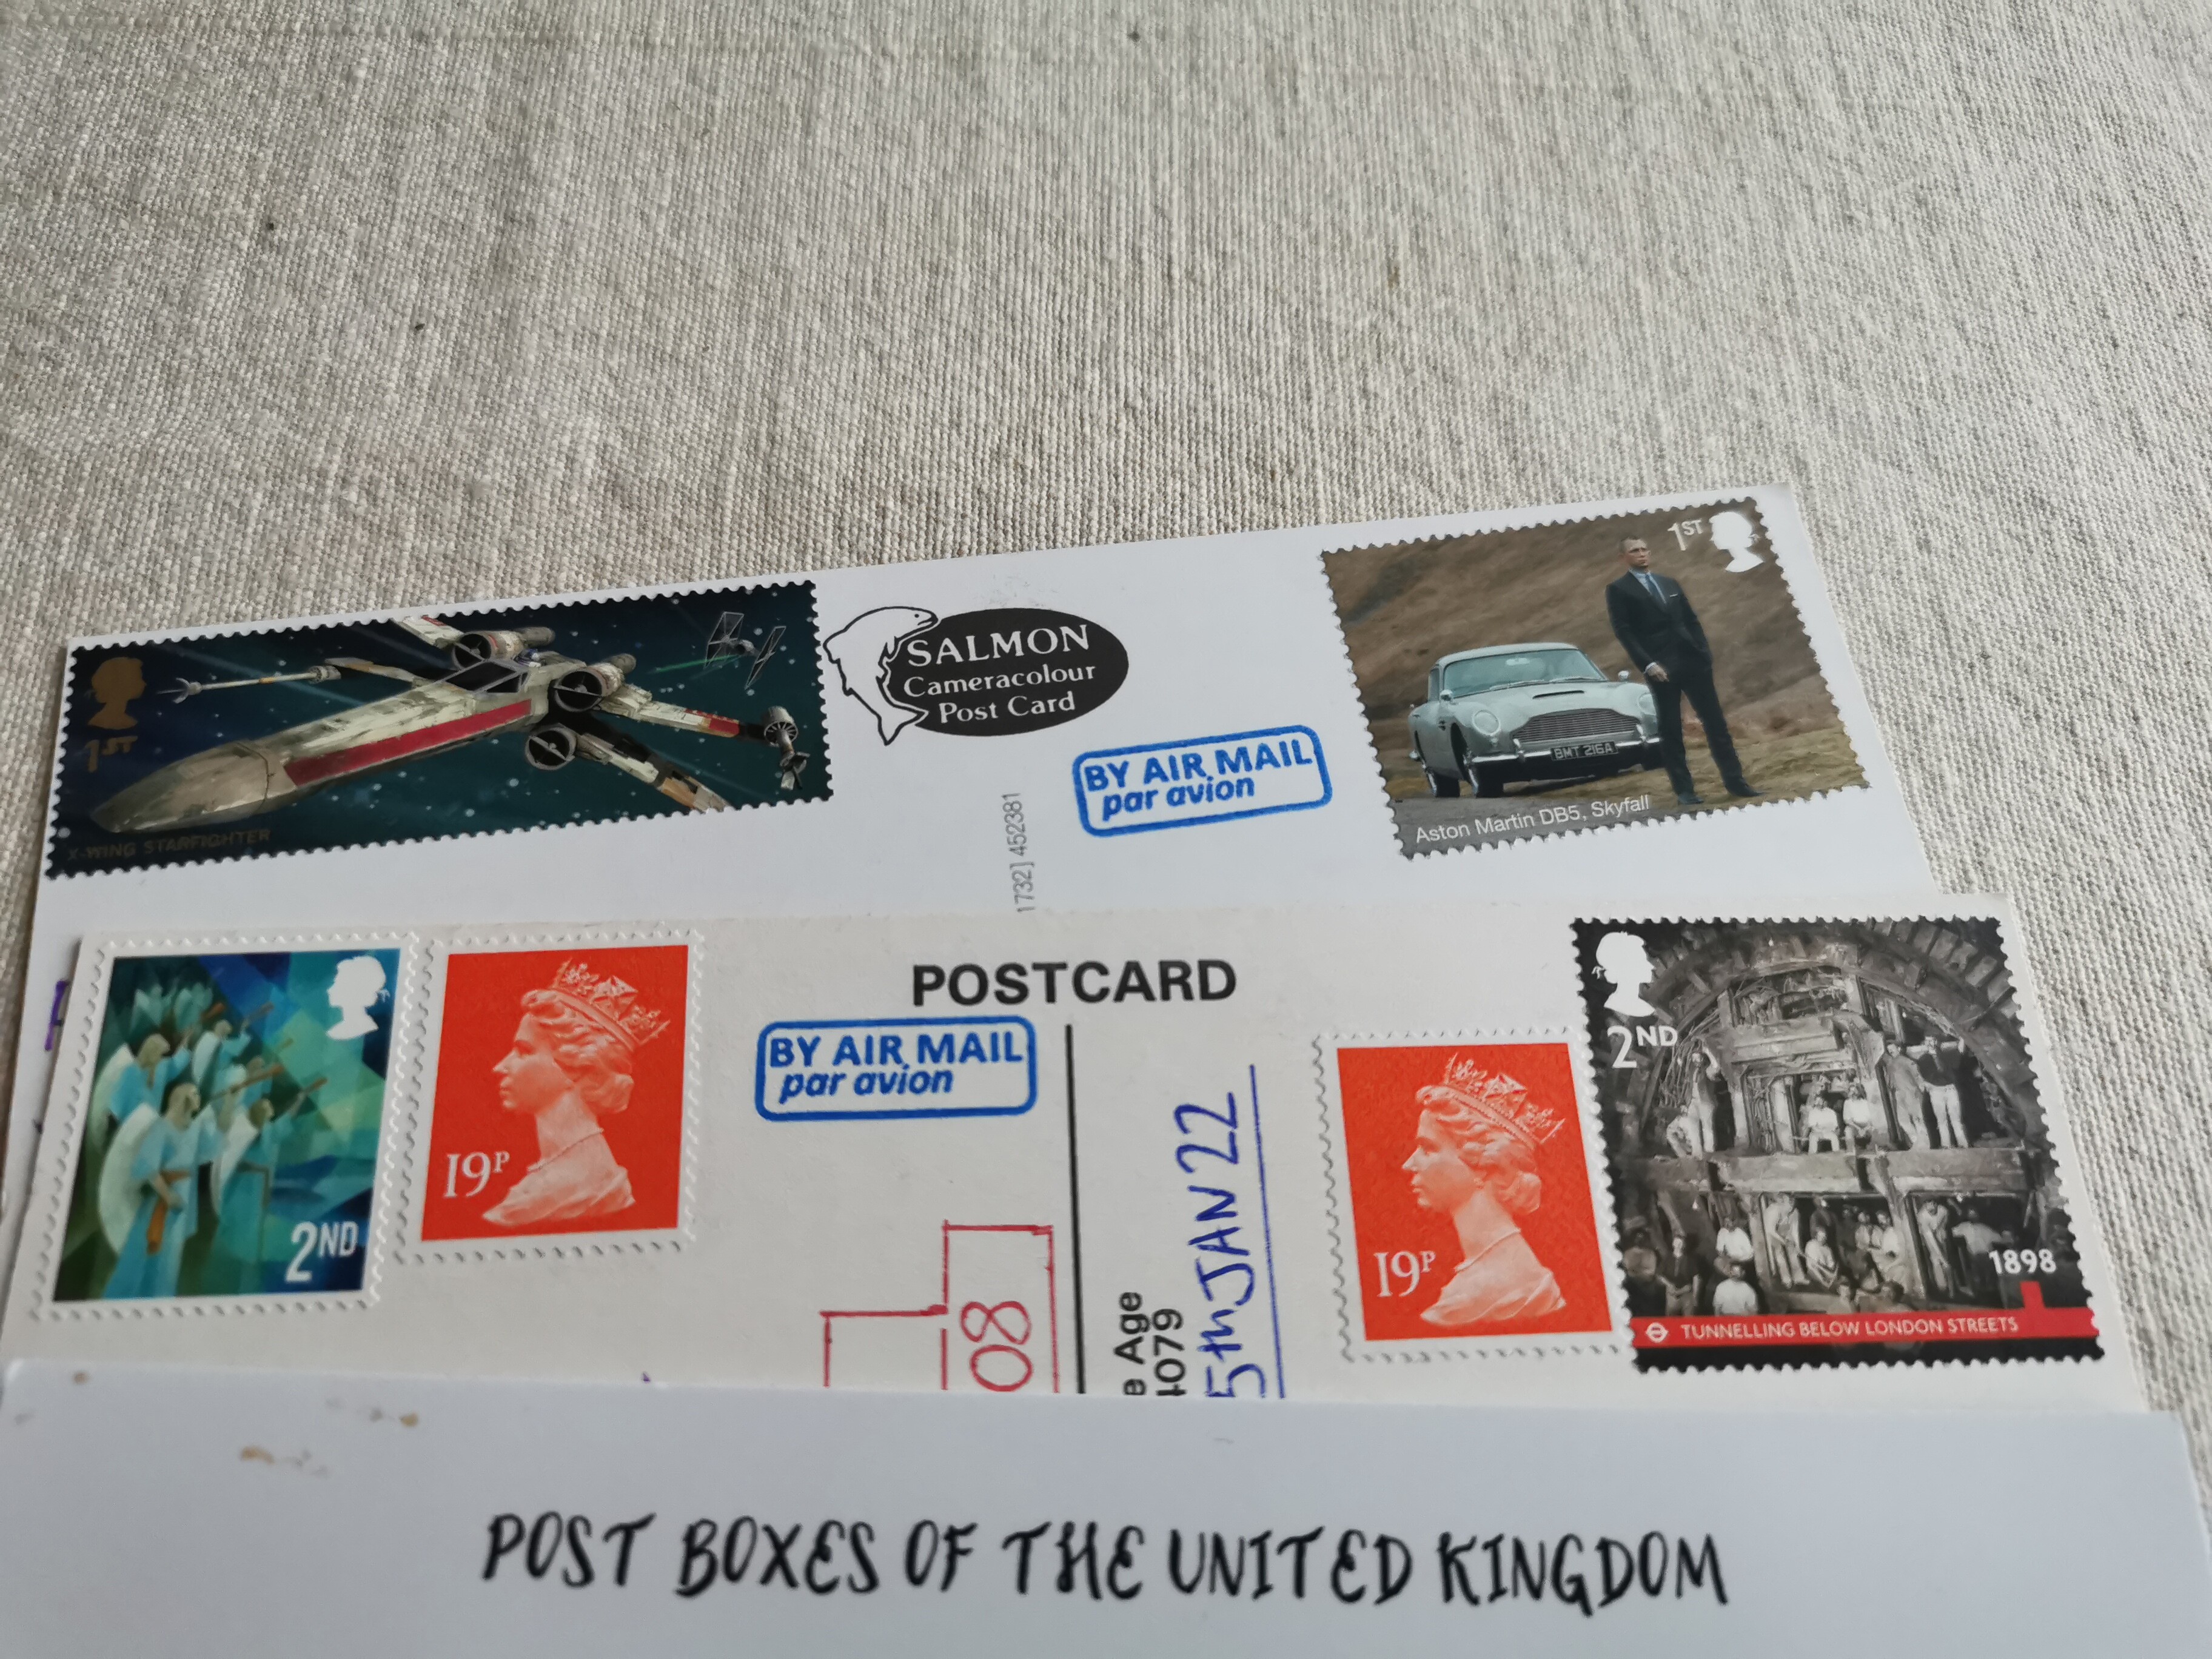 1ST
X-WING STARFIGHTER
SALMON
Cameracolour
Post Card
BY AIR MAIL
par avion
1732] 452381
1ST
BMT 216A
Aston Martin DB5, Skyfall
2ND
19P
POSTCARD
BY AIR MAIL
par avion
08
e Age
4079
5th JAN 22
19P
2ND
1898
TUNNELLING BELOW LONDON STREETS
POST BOXES OF THE UNITED KINGDOM